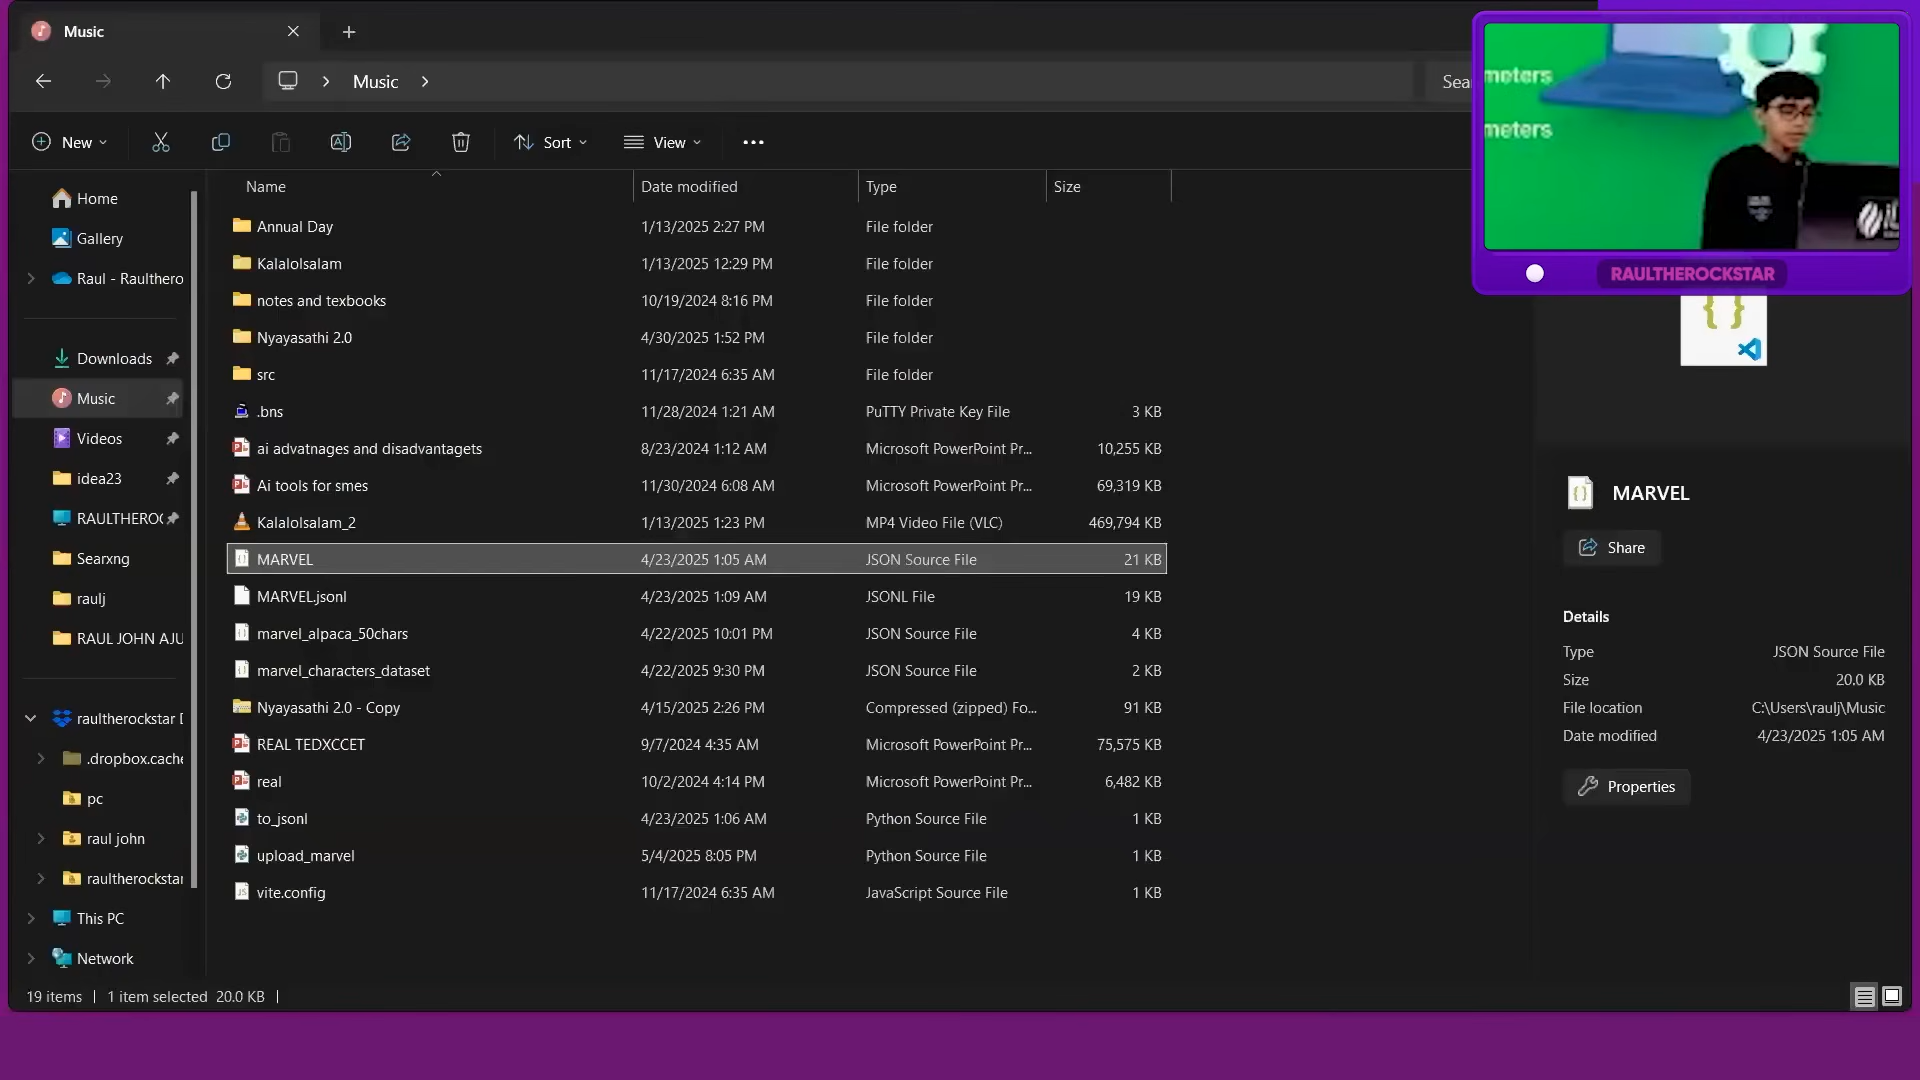 Music
Music
Sea
New
Sort
View
Name
Date modified
Type
Size
Home
Gallery
Raul - Raulthero
Downloads
Music
Videos
idea23
RAULTHERO
Searxng
raulj
RAUL JOHN AJU
raultherockstar D
.dropbox.cache
pc
raul john
raultherockstar
This PC
Network
Annual Day 1/13/2025 2:27 PM File folder
Kalalolsalam 1/13/2025 12:29 PM File folder
notes and texbooks 10/19/2024 8:16 PM File folder
Nyayasathi 2.0 4/30/2025 1:52 PM File folder
src 11/17/2024 6:35 AM File folder
.bns 11/28/2024 1:21 AM PuTTY Private Key File 3 KB
ai advatnages and disadvantagets 8/23/2024 1:12 AM Microsoft PowerPoint Pr... 10,255 KB
Ai tools for smes 11/30/2024 6:08 AM Microsoft PowerPoint Pr... 69,319 KB
Kalalolsalam_2 1/13/2025 1:23 PM MP4 Video File (VLC) 469,794 KB
MARVEL 4/23/2025 1:05 AM JSON Source File 21 KB
MARVEL.jsonl 4/23/2025 1:09 AM JSONL File 19 KB
marvel_alpaca_50chars 4/22/2025 10:01 PM JSON Source File 4 KB
marvel_characters_dataset 4/22/2025 9:30 PM JSON Source File 2 KB
Nyayasathi 2.0 - Copy 4/15/2025 2:26 PM Compressed (zipped) Fo... 91 KB
REAL TEDXCCET 9/7/2024 4:35 AM Microsoft PowerPoint Pr... 75,575 KB
real 10/2/2024 4:14 PM Microsoft PowerPoint Pr... 6,482 KB
to_jsonl 4/23/2025 1:06 AM Python Source File 1 KB
upload_marvel 5/4/2025 8:05 PM Python Source File 1 KB
vite.config 11/17/2024 6:35 AM JavaScript Source File 1 KB
meters
meters
RAULTHEROCKSTAR
MARVEL
Share
Details
Type JSON Source File
Size 20.0 KB
File location C:\Users\raulj\Music
Date modified 4/23/2025 1:05 AM
Properties
19 items | 1 item selected 20.0 KB |